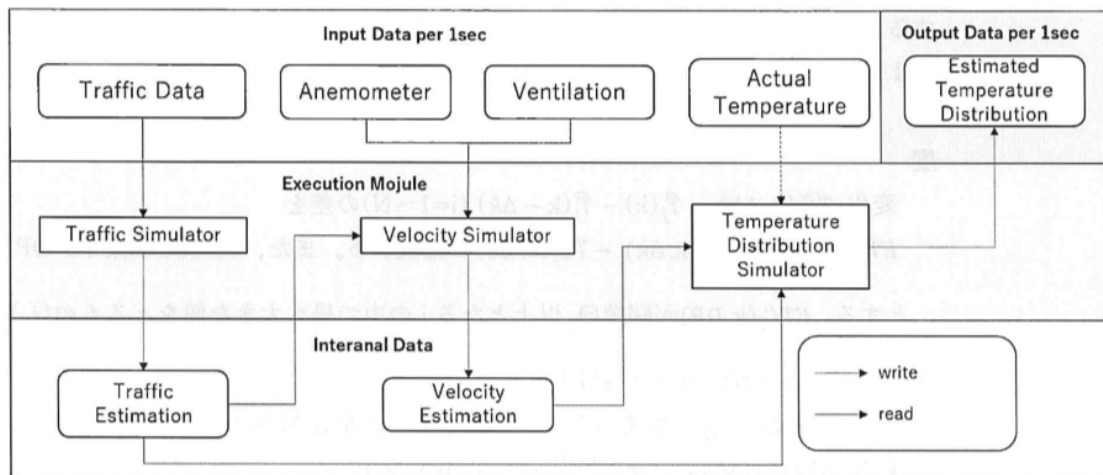 Input Data per 1sec
Output Data per 1sec
Traffic Data
Anemometer
Ventilation
Actual
Temperature
Estimated
Temperature
Distribution
Execution Mojule
Traffic Simulator
Velocity Simulator
Temperature
Distribution
Simulator
Interanal Data
Traffic
Estimation
Velocity
Estimation
write
read